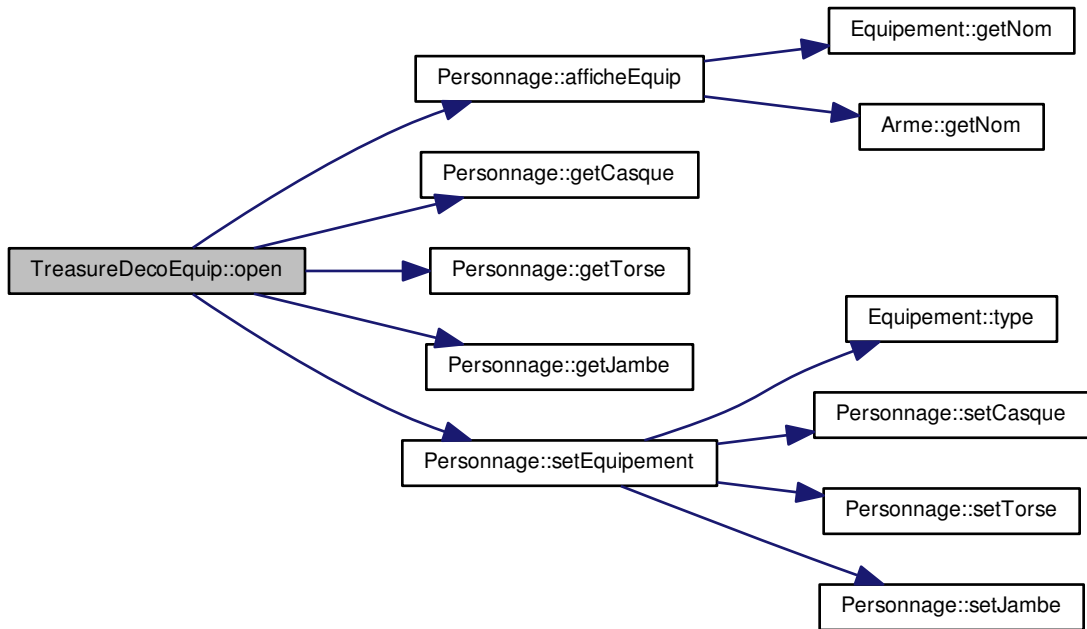 Equipement::getNom
Personnage::afficheEquip
Arme::getNom
Personnage::getCasque
TreasureDecoEquip::open
Personnage::getTorse
Equipement::type
Personnage::getJambe
Personnage::setCasque
Personnage::setEquipement
Personnage::setTorse
Personnage::setJambe